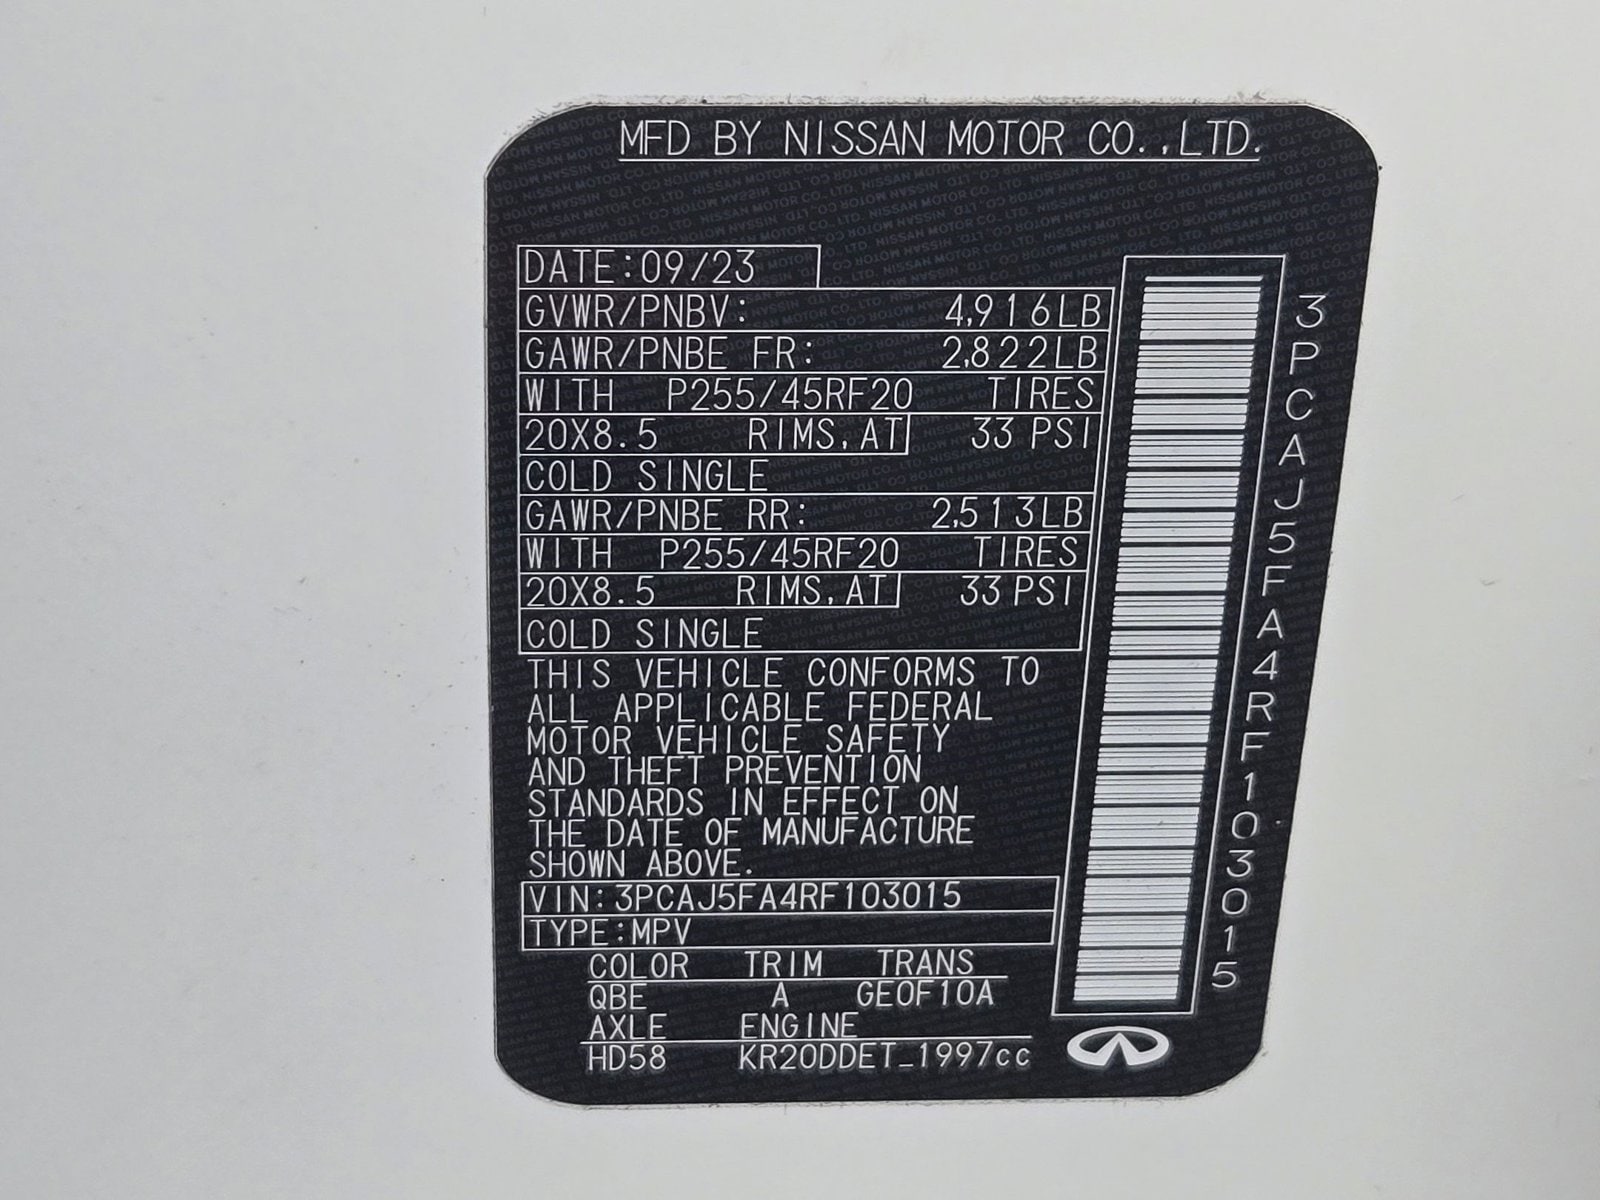 MFD BY NISSAN MOTOR CO.,LTD.
DATE:09/23
GVWR/PNBV: 4,916LB
GAWR/PNBE FR: 2,822LB
WITH P255/45RF20 TIRES
20X8.5 RIMS,AT 33 PSI
COLD SINGLE
GAWR/PNBE RR: 2,513LB
WITH P255/45RF20 TIRES
20X8.5 RIMS,AT 33 PSI
COLD SINGLE
THIS VEHICLE CONFORMS TO
ALL APPLICABLE FEDERAL
MOTOR VEHICLE SAFETY
AND THEFT PREVENTION
STANDARDS IN EFFECT ON
THE DATE OF MANUFACTURE
SHOWN ABOVE.
VIN:3PCAJ5FA4RF103015
TYPE:MPV
COLOR TRIM TRANS
QBE A GE0F10A
AXLE ENGINE
HD58 KR20DDET_1997cc
3PCAJ5FA4RF103015